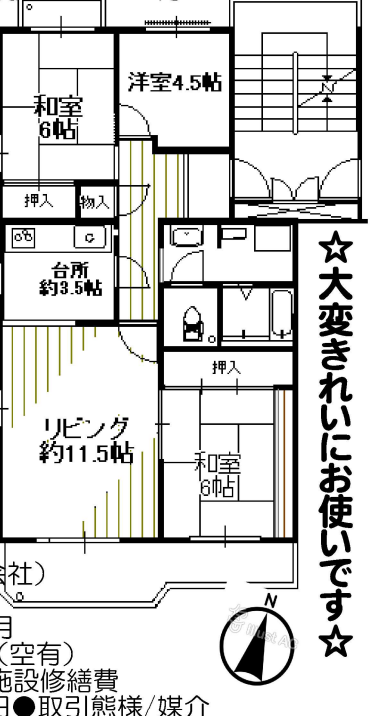 和室
6帖
洋室4.5帖
押入
物入
台所
約3.5帖
押入
リビング
約11.5帖
和室
6帖
☆大変きれいにお使いです☆
会社）
N
月
（空有）
施設修繕費
日●取引態様/媒介